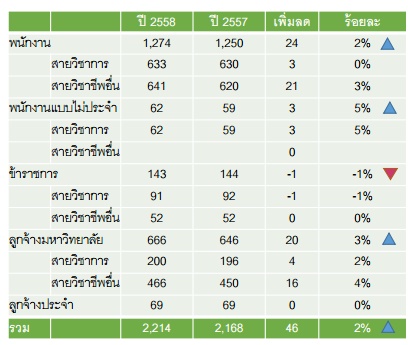 ปี 2558 ปี 2557 เพิ่มลด ร้อยละ
พนักงาน 1,274 1,250 24 2%
สายวิชาการ 633 630 3 0%
สายวิชาชีพอื่น 641 620 21 3%
พนักงานแบบไม่ประจำ 62 59 3 5%
สายวิชาการ 62 59 3 5%
สายวิชาชีพอื่น 0
ข้าราชการ 143 144 -1 -1%
สายวิชาการ 91 92 -1 -1%
สายวิชาชีพอื่น 52 52 0 0%
ลูกจ้างมหาวิทยาลัย 666 646 20 3%
สายวิชาการ 200 196 4 2%
สายวิชาชีพอื่น 466 450 16 4%
ลูกจ้างประจำ 69 69 0 0%
รวม 2,214 2,168 46 2%